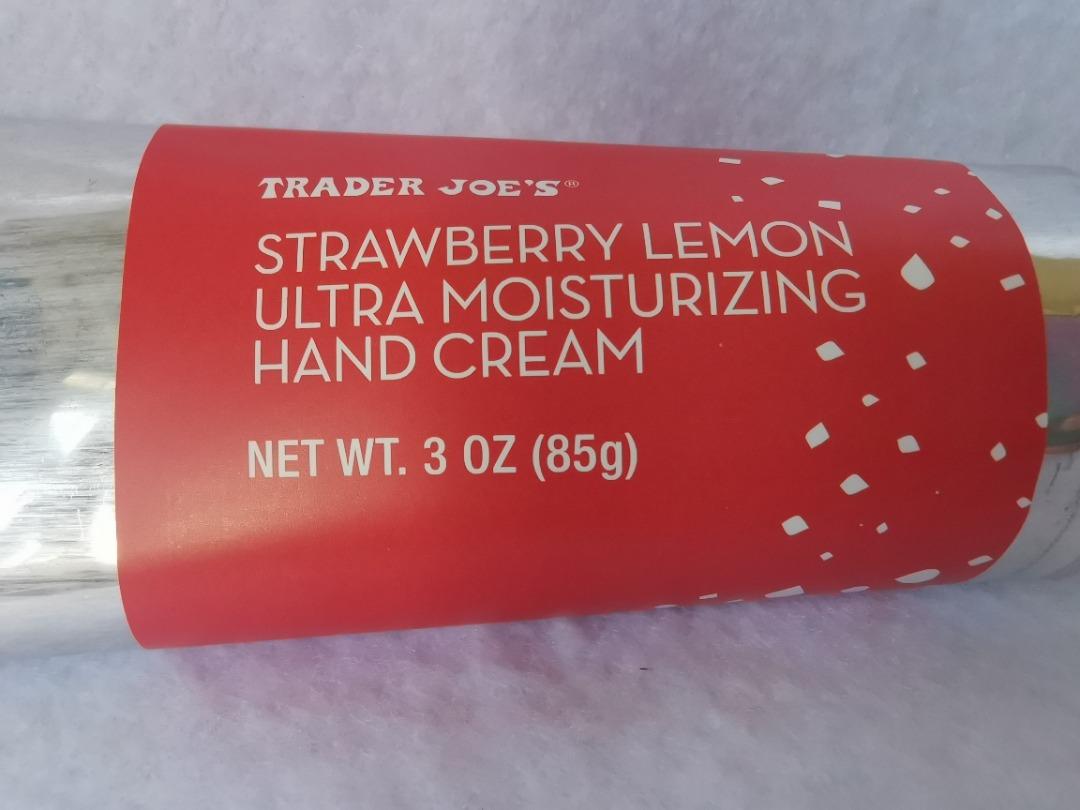 TRADER JOE'S®
STRAWBERRY LEMON
ULTRA MOISTURIZING
HAND CREAM
NET WT. 3 OZ (85g)